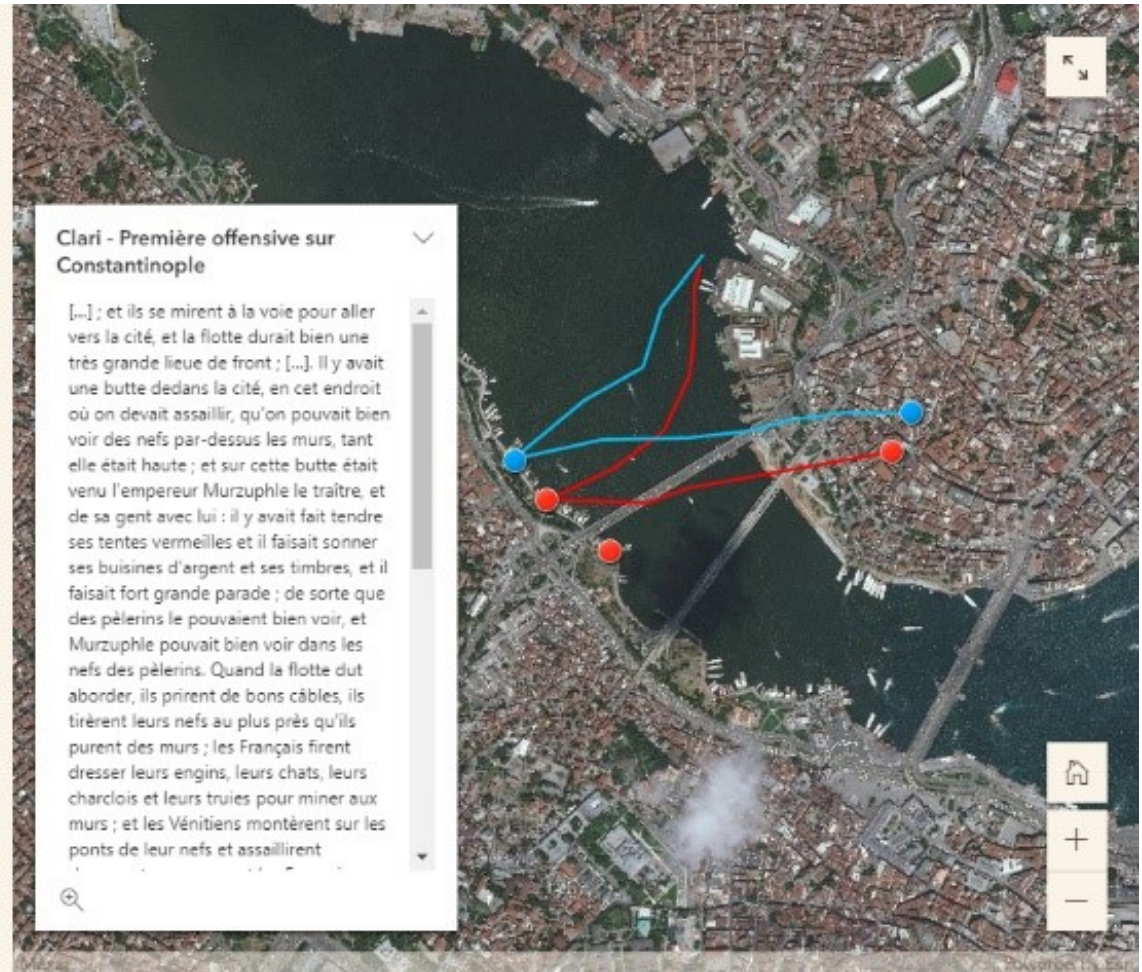 Clari - Première offensive sur
Constantinople
[...] ; et ils se mirent à la voie pour aller
vers la cité, et la flotte durait bien une
très grande lieue de front ; [...]. Il y avait
une butte dedans la cité, en cet endroit
où on devait assaillir, qu'on pouvait bien
voir des nefs par-dessus les murs, tant
elle était haute ; et sur cette butte était
venu l'empereur Murzuphle le traître, et
de sa gent avec lui : il y avait fait tendre
ses tentes vermeilles et il faisait sonner
ses buisines d'argent et ses timbres, et il
faisait fort grande parade ; de sorte que
des pèlerins le pouvaient bien voir, et
Murzuphle pouvait bien voir dans les
nefs des pèlerins. Quand la flotte dut
aborder, ils prirent de bons câbles, ils
tirèrent leurs nefs au plus près qu'ils
purent des murs ; les Français firent
dresser leurs engins, leurs chats, leurs
charclois et leurs truies pour miner aux
murs ; et les Vénitiens montèrent sur les
ponts de leur nefs et assaillirent